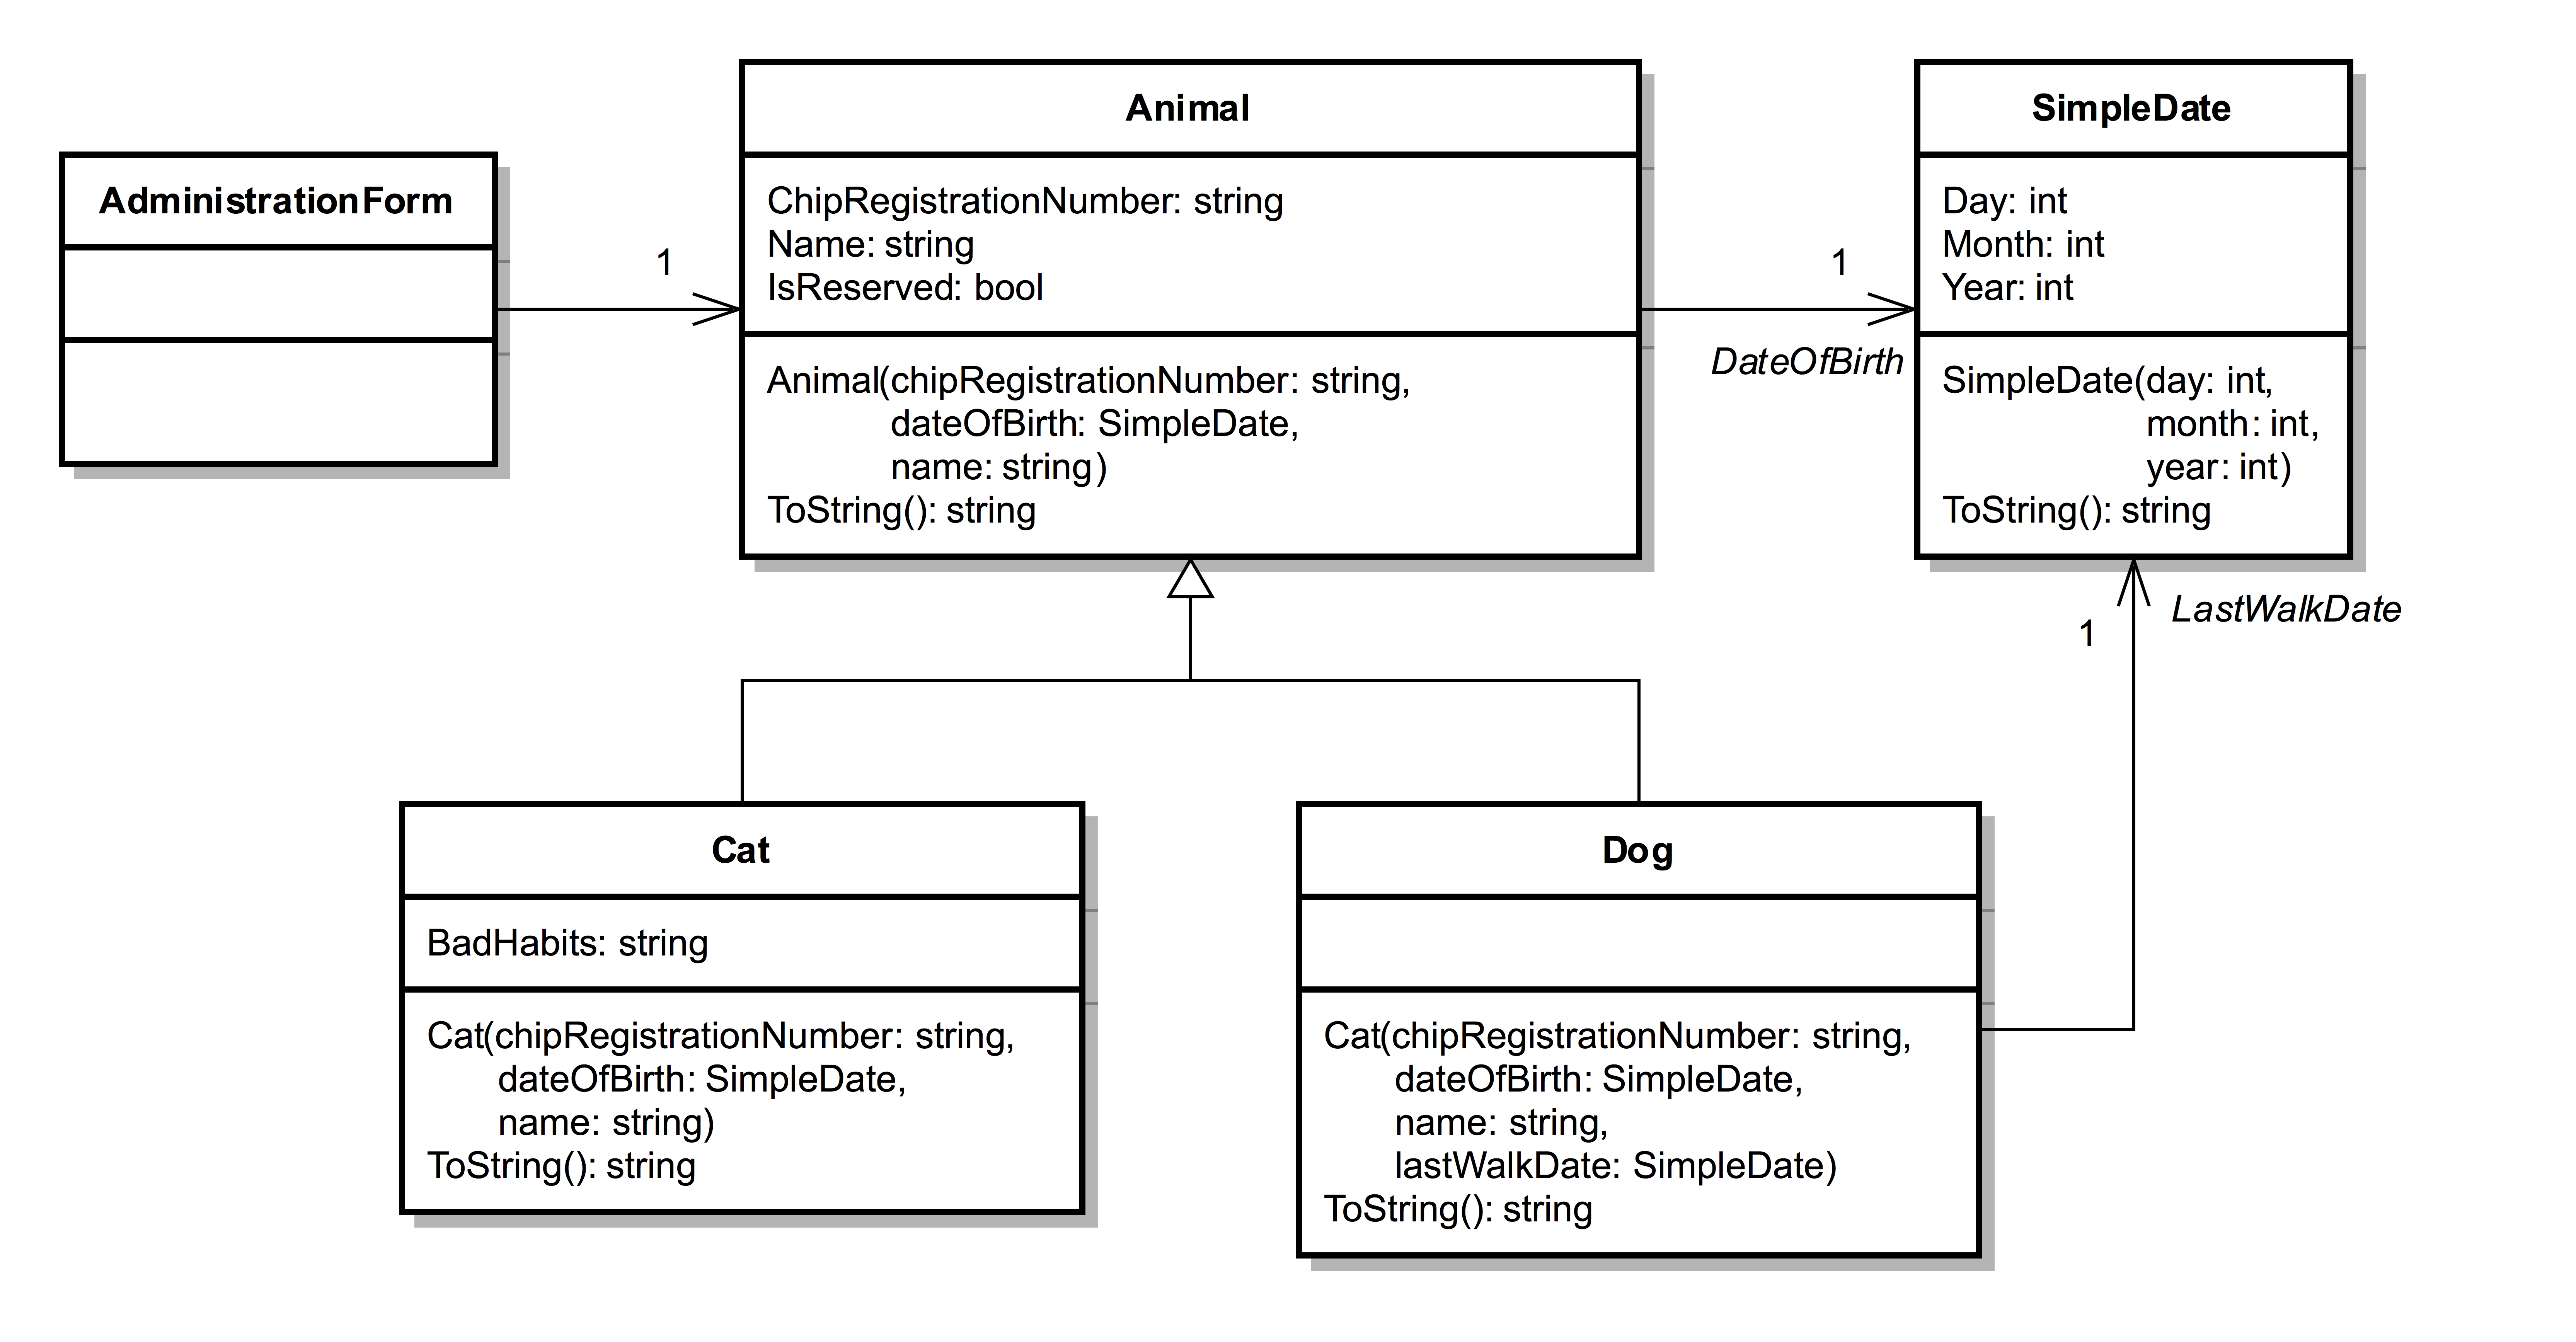 AdministrationForm
1
Animal
ChipRegistrationNumber: string
Name: string
IsReserved: bool
Animal(chipRegistrationNumber: string,
dateOfBirth: SimpleDate,
name: string)
ToString(): string
1
DateOfBirth
SimpleDate
Day: int
Month: int
Year: int
SimpleDate(day: int,
month: int,
year: int)
ToString(): string
1
LastWalkDate
Cat
BadHabits: string
Cat(chipRegistrationNumber: string,
dateOfBirth: SimpleDate,
name: string)
ToString(): string
Dog
Cat(chipRegistrationNumber: string,
dateOfBirth: SimpleDate,
name: string,
lastWalkDate: SimpleDate)
ToString(): string